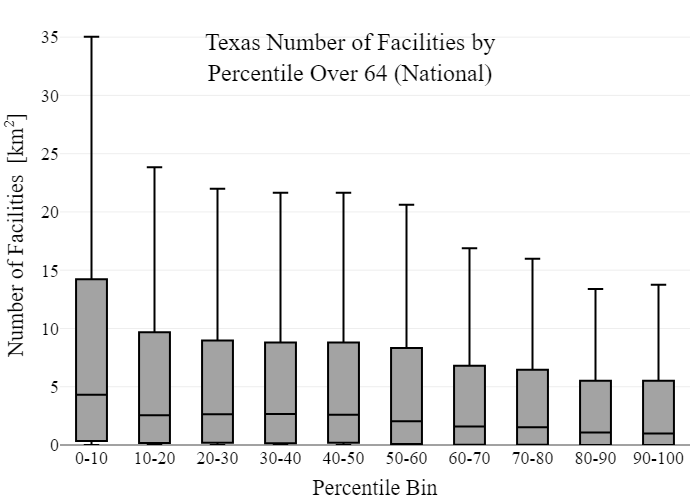 Texas Number of Facilities by
Percentile Over 64 (National)
Number of Facilities [km²]
35
30
25
20
15
10
5
0
0-10 10-20 20-30 30-40 40-50 50-60 60-70 70-80 80-90 90-100
Percentile Bin